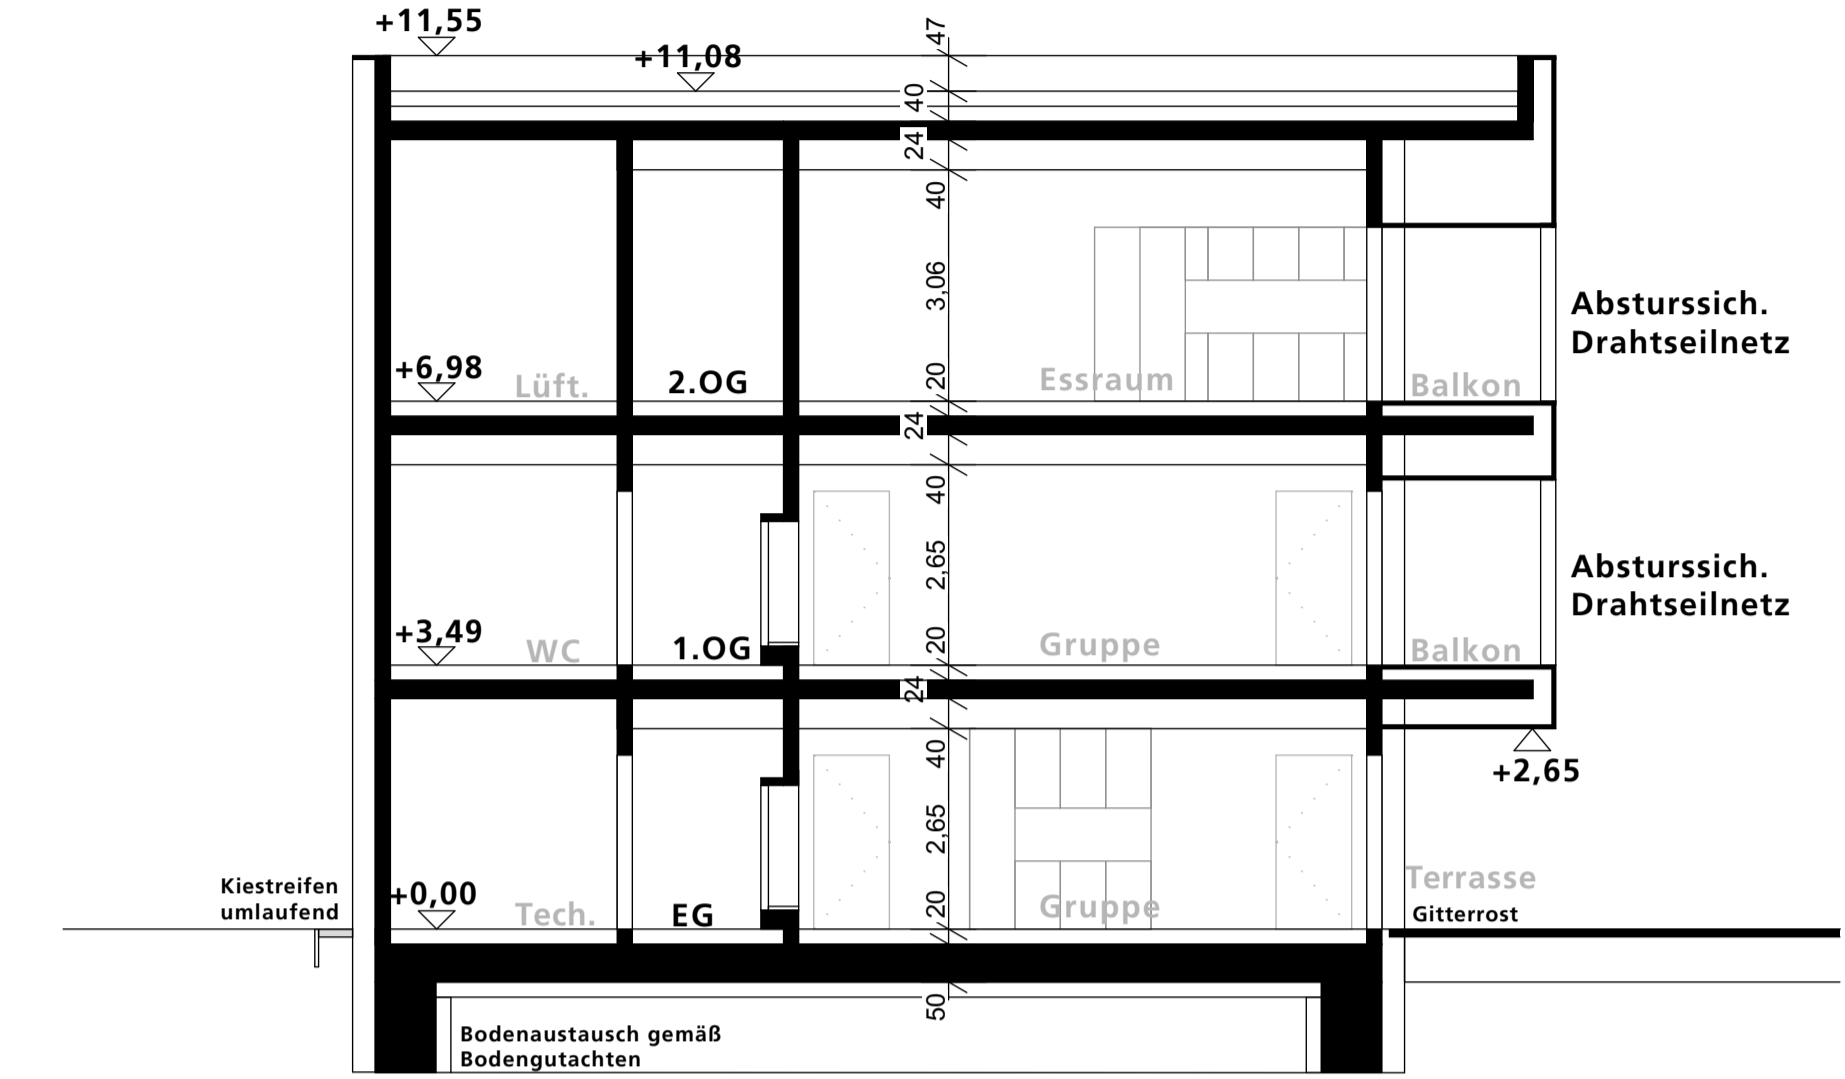 +11,55
+11,08
47
40
24
40
3,06
20
24
40
2,65
20
24
40
2,65
20
50
+6,98
Lüft.
2.OG
Essraum
Balkon
Absturssich.
Drahtseilnetz
+3,49
WC
1.OG
Gruppe
Balkon
Absturssich.
Drahtseilnetz
+2,65
+0,00
Tech.
EG
Gruppe
Terrasse
Gitterrost
Kiestreifen
umlaufend
Bodenaustausch gemäß
Bodengutachten